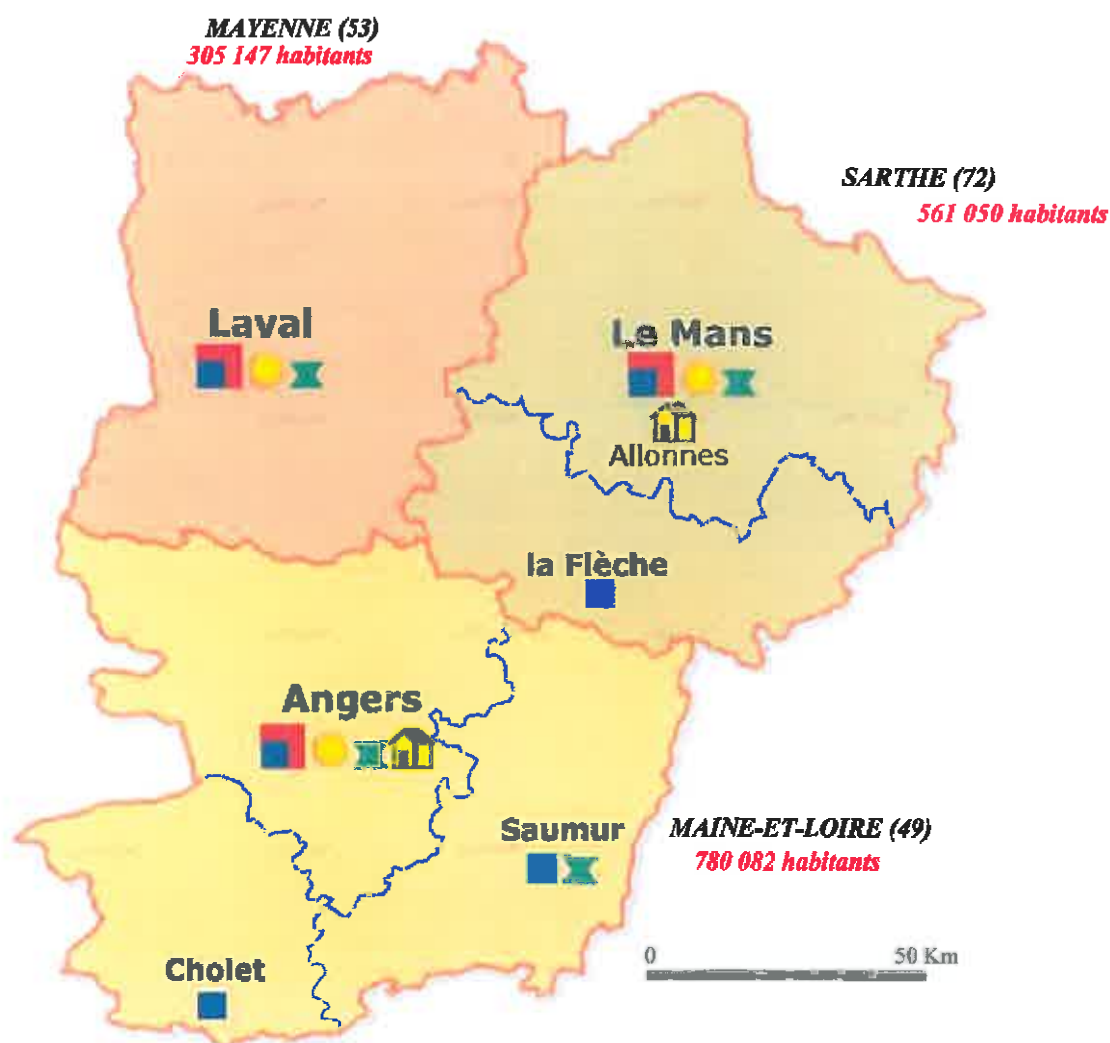 MAYENNE (53)
305 147 habitants
SARTHE (72)
561 050 habitants
Laval
Le Mans
Allonnes
la Flèche
Angers
Saumur
MAINE-ET-LOIRE (49)
780 082 habitants
Cholet
0 50 Km